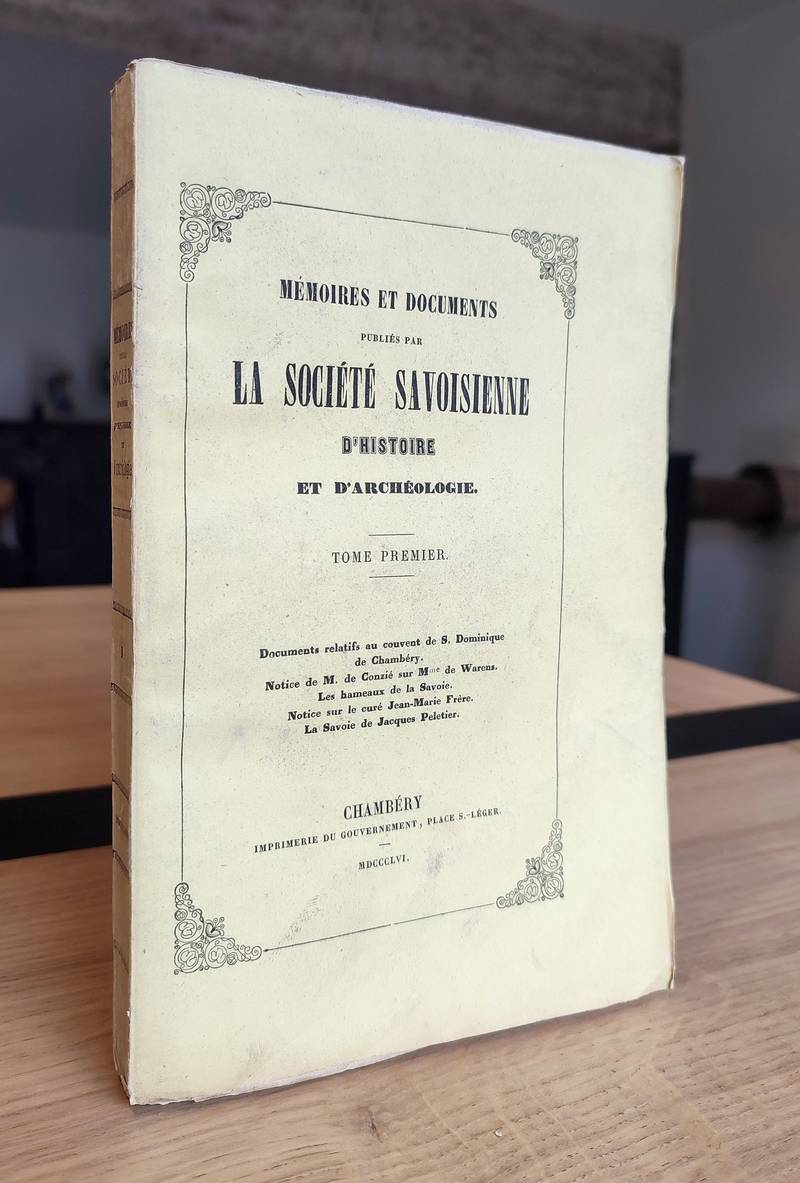 MÉMOIRES ET DOCUMENTS
PUBLIÉS PAR
LA SOCIÉTÉ SAVOISIENNE
D'HISTOIRE
ET D'ARCHÉOLOGIE.
TOME PREMIER.
Documents relatifs au couvent de S. Dominique
de Chambéry.
Notice de M. de Conzié sur Mme de Warens.
Les hameaux de la Savoie.
Notice sur le curé Jean-Marie Frère.
La Savoie de Jacques Peletier.
CHAMBÉRY
IMPRIMERIE DU GOUVERNEMENT, PLACE S.-LÉGER.
MDCCCLVI.
MÉMOIRES
ET